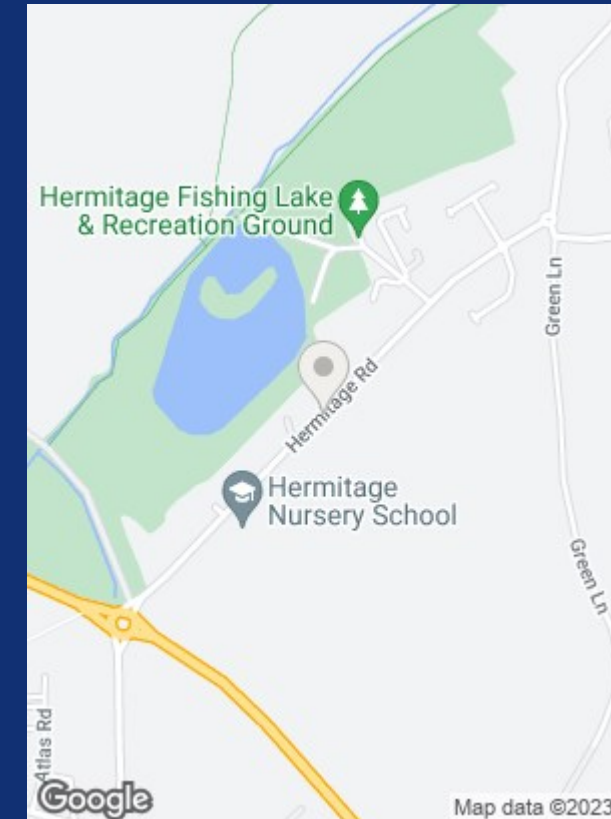 Hermitage Fishing Lake
& Recreation Ground
Green Ln
Hermitage Rd
Hermitage
Nursery School
Green Ln
Atlas Rd
Google
Map data ©2023